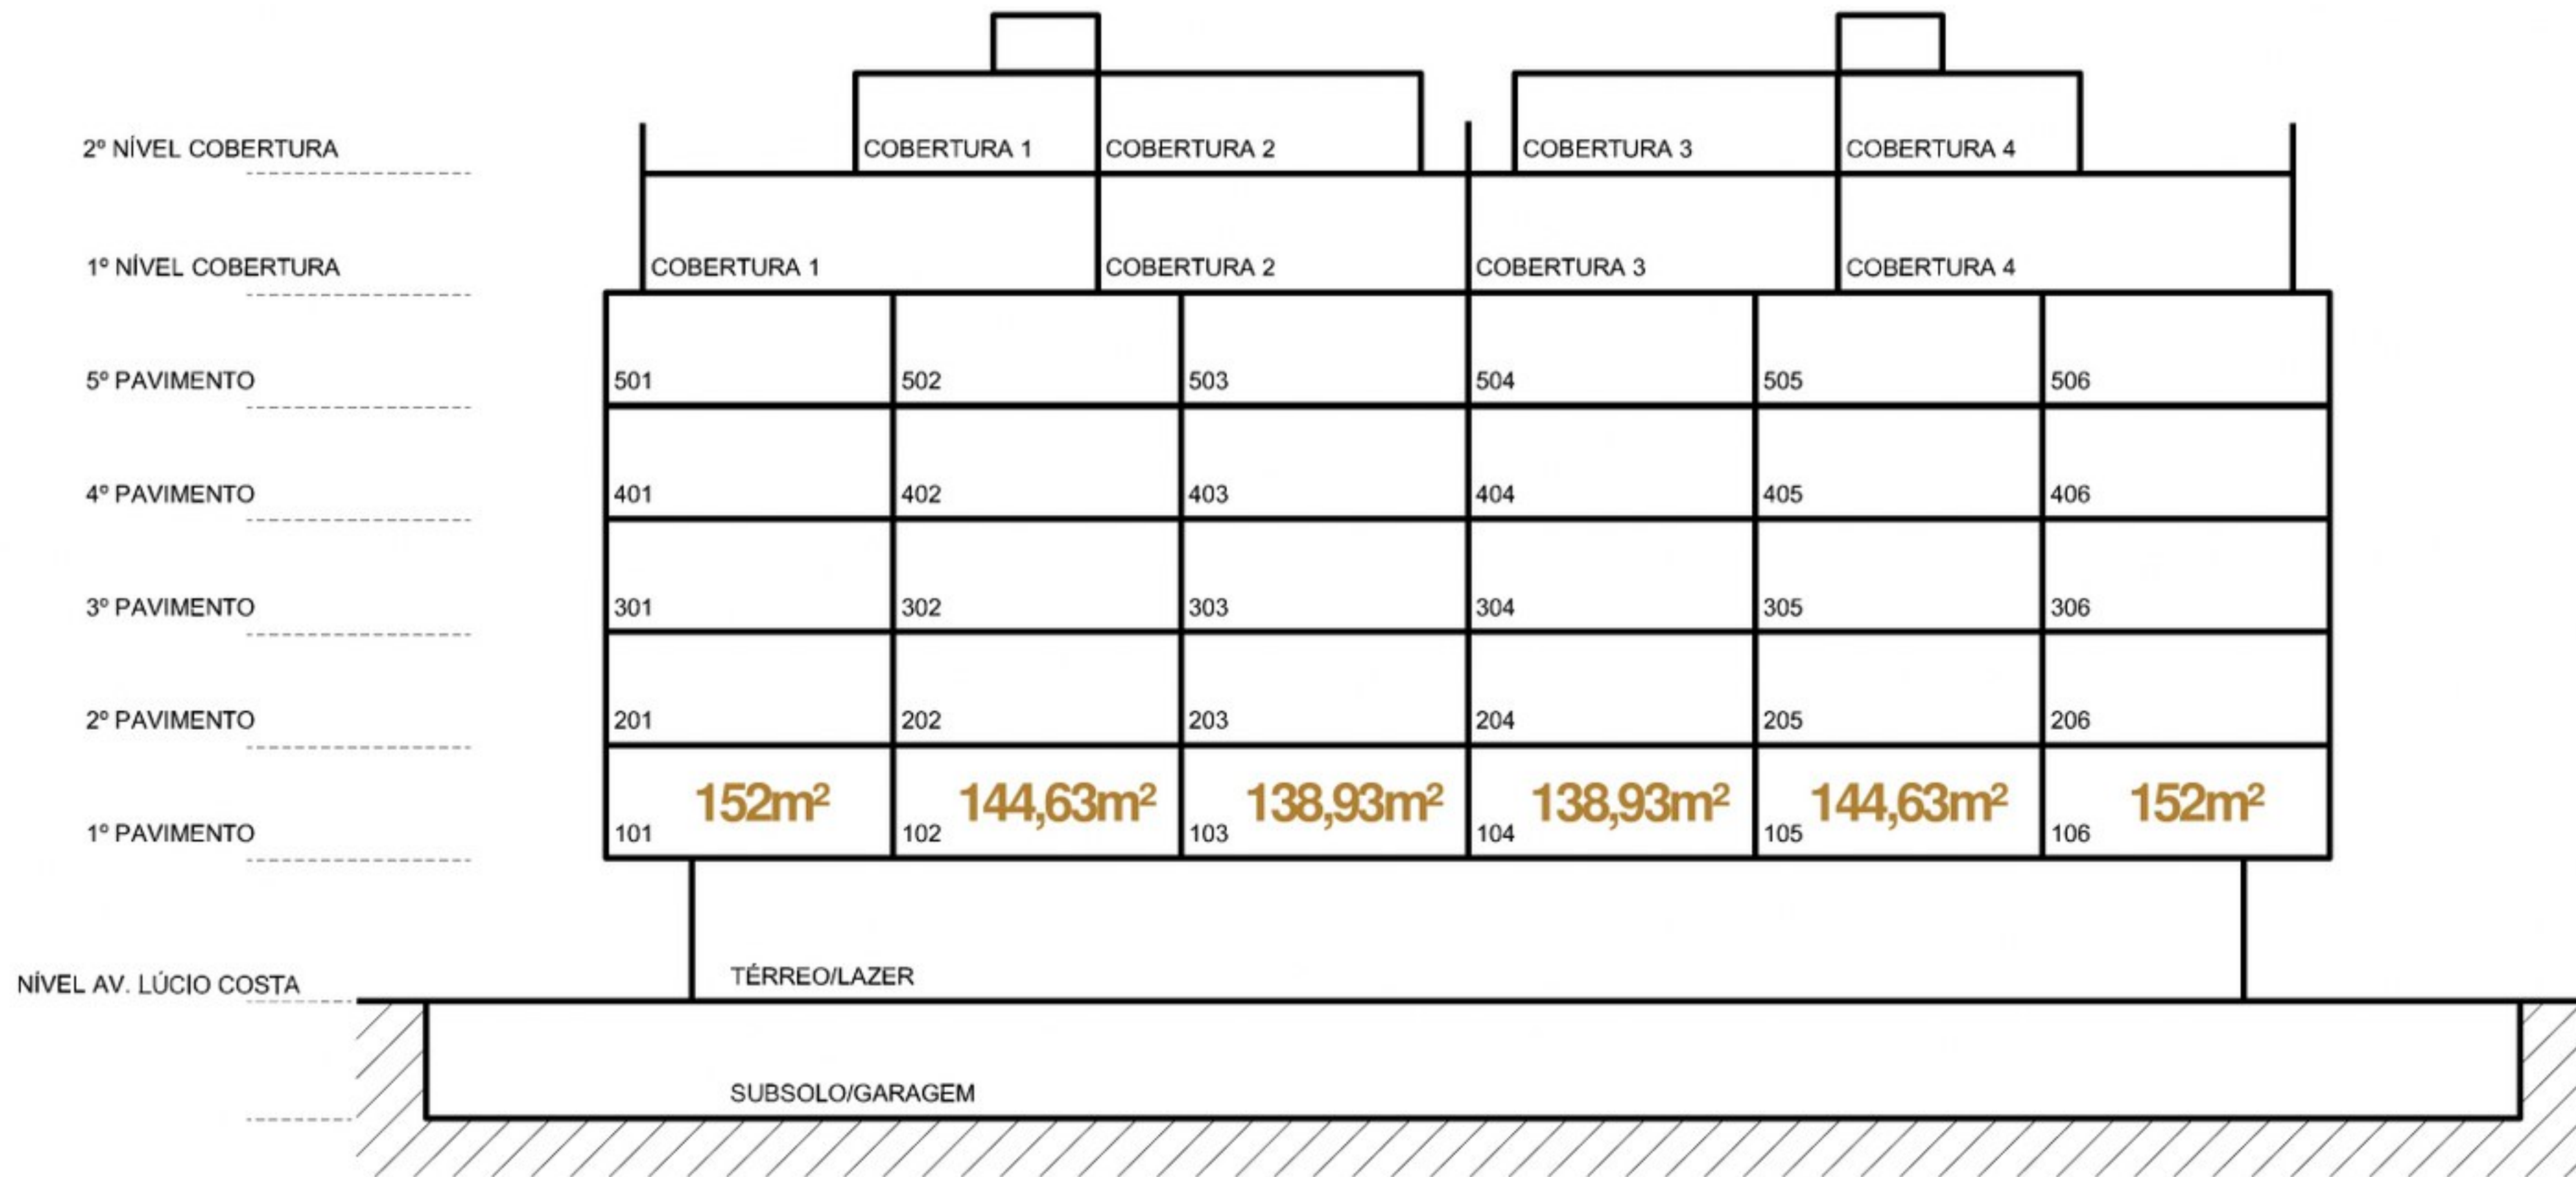 2º NÍVEL COBERTURA COBERTURA 1 COBERTURA 2 COBERTURA 3 COBERTURA 4
1º NÍVEL COBERTURA COBERTURA 1 COBERTURA 2 COBERTURA 3 COBERTURA 4
5º PAVIMENTO 501 502 503 504 505 506
4º PAVIMENTO 401 402 403 404 405 406
3º PAVIMENTO 301 302 303 304 305 306
2º PAVIMENTO 201 202 203 204 205 206
152m² 144,63m² 138,93m² 138,93m² 144,63m² 152m²
1º PAVIMENTO 101 102 103 104 105 106
NÍVEL AV. LÚCIO COSTA TÉRREO/LAZER
SUBSOLO/GARAGEM